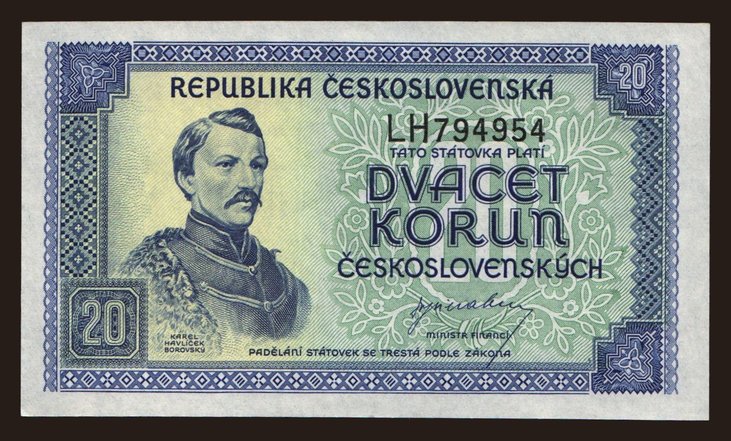 20
REPUBLIKA ČESKOSLOVENSKÁ
LH794954
TATO STÁTOVKA PLATÍ
DVACET
KORUN
ČESKOSLOVENSKÝCH
MINISTR FINANCÍ
20
KAREL
HAVLÍČEK
BOROVSKÝ
PADĚLÁNÍ STÁTOVEK SE TRESTÁ PODLE ZÁKONA